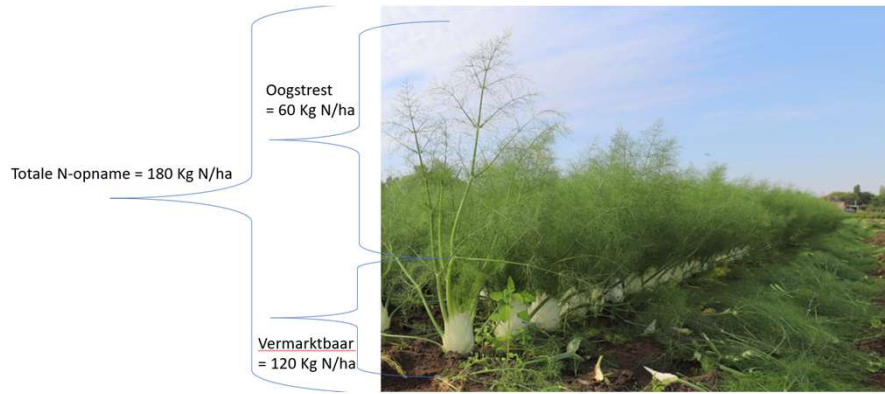 Oogstrest
= 60 Kg N/ha
Totale N-opname = 180 Kg N/ha
Vermarktbaar
= 120 Kg N/ha